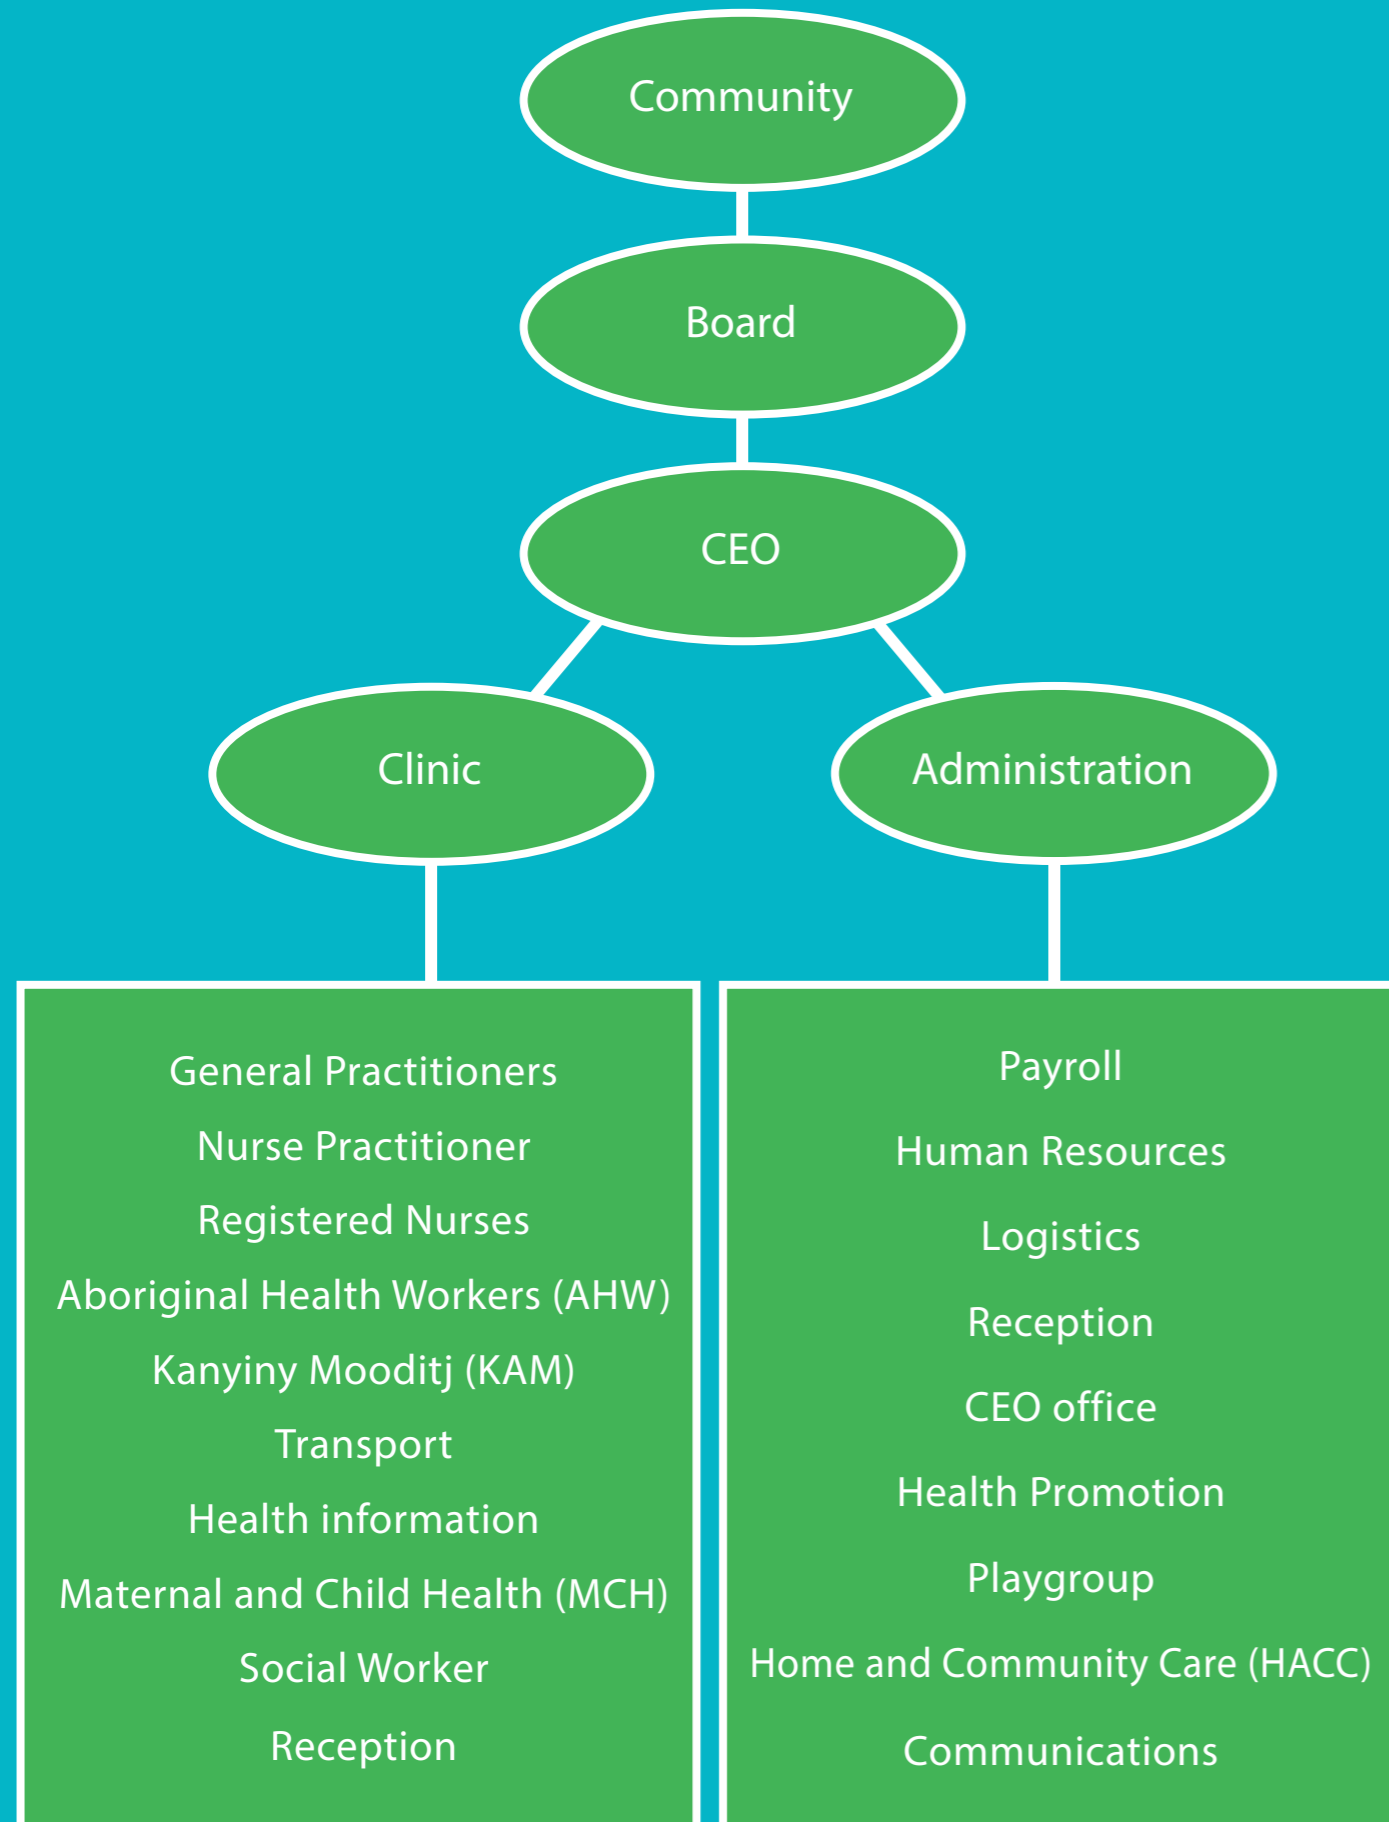 Community
Board
CEO
Clinic
Administration
General Practitioners
Nurse Practitioner
Registered Nurses
Aboriginal Health Workers (AHW)
Kanyiny Mooditj (KAM)
Transport
Health information
Maternal and Child Health (MCH)
Social Worker
Reception
Payroll
Human Resources
Logistics
Reception
CEO office
Health Promotion
Playgroup
Home and Community Care (HACC)
Communications